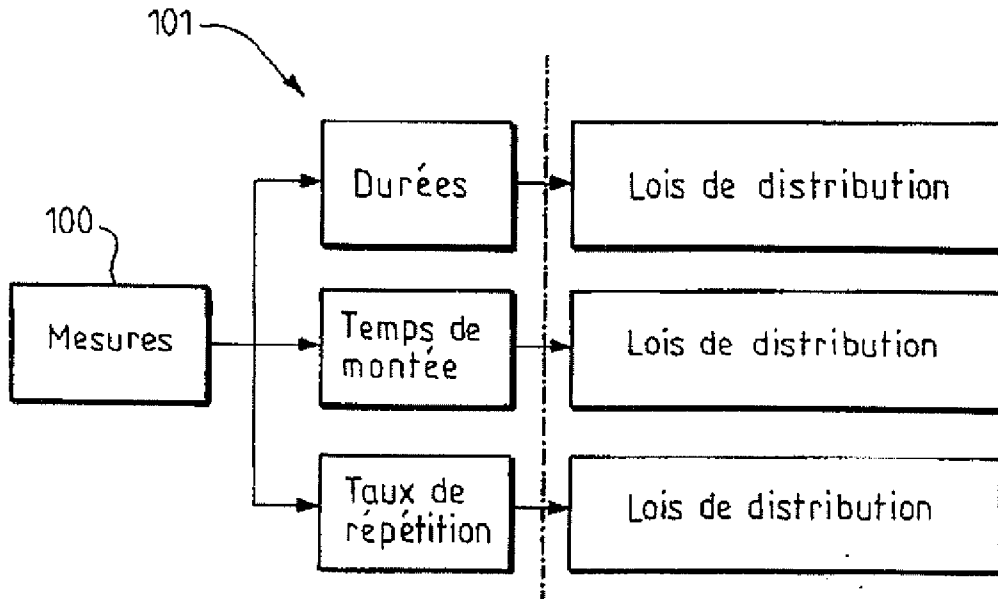 101
Durées
Lois de distribution
100
Mesures
Temps de
montée
Lois de distribution
Taux de
répétition
Lois de distribution